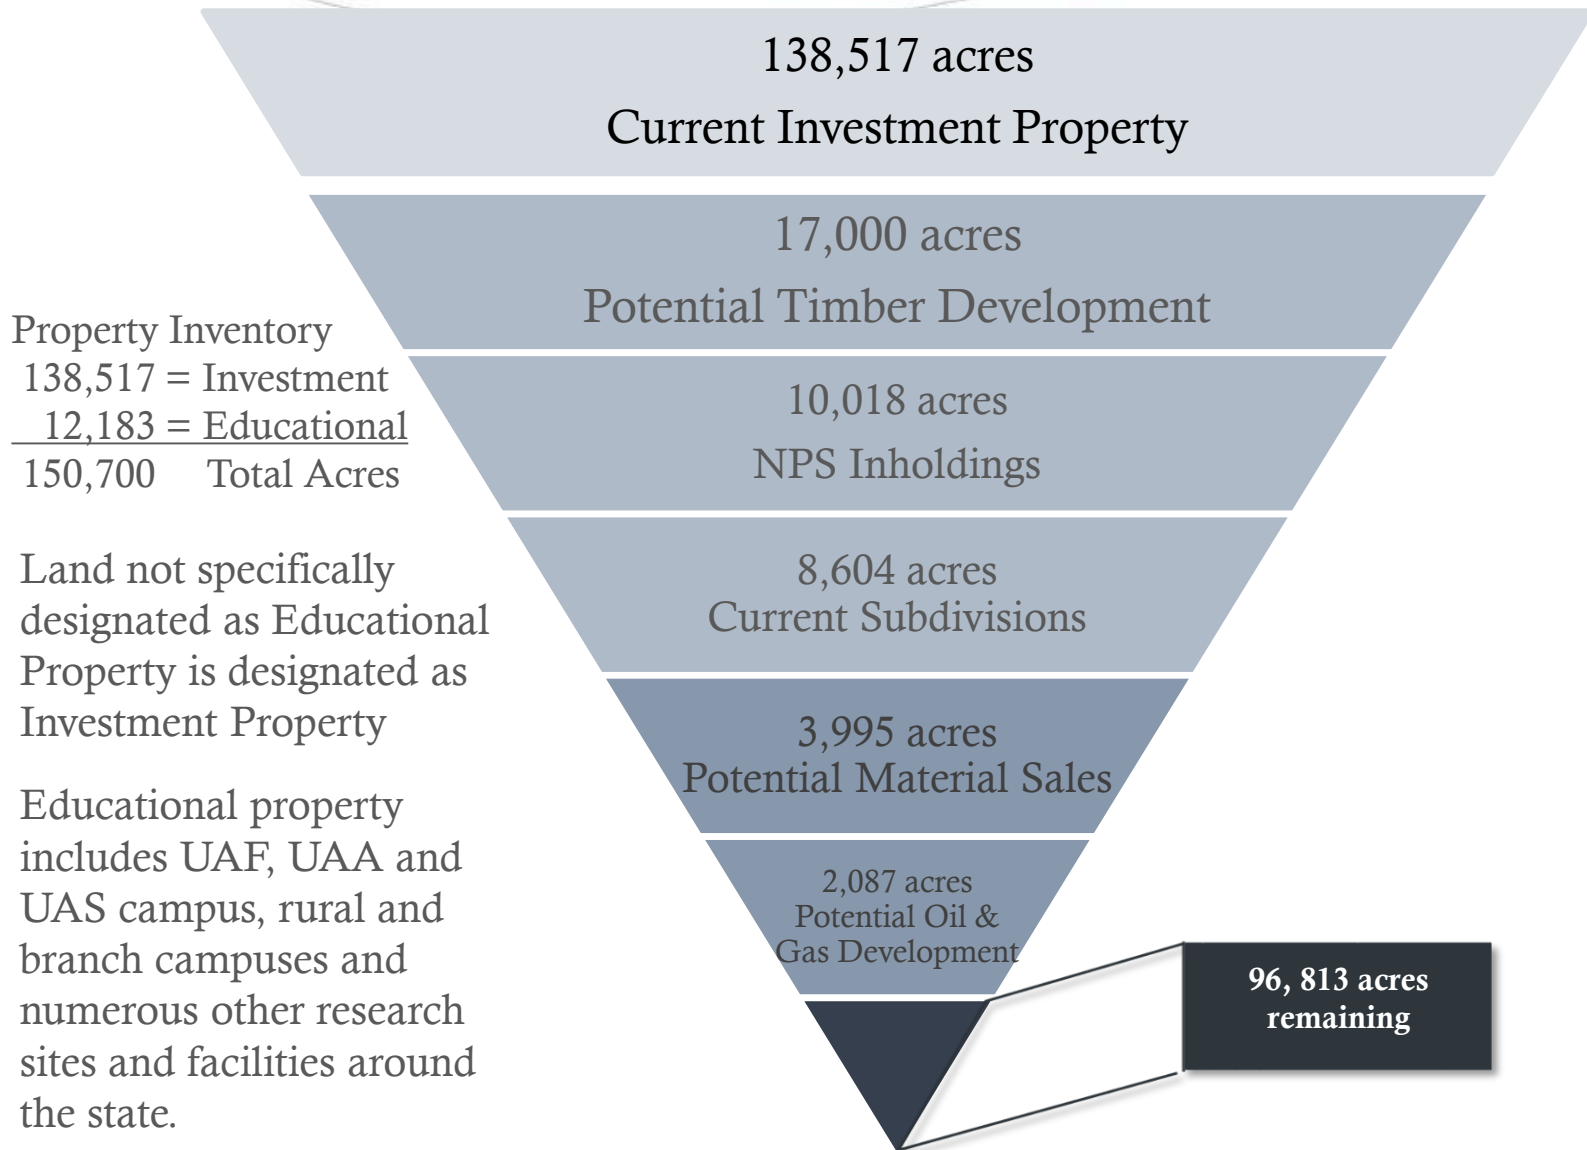 138,517 acres
Current Investment Property
17,000 acres
Potential Timber Development
10,018 acres
NPS Inholdings
8,604 acres
Current Subdivisions
3,995 acres
Potential Material Sales
2,087 acres
Potential Oil &
Gas Development
96, 813 acres
remaining
Property Inventory
138,517 = Investment
12,183 = Educational
150,700 Total Acres
Land not specifically
designated as Educational
Property is designated as
Investment Property
Educational property
includes UAF, UAA and
UAS campus, rural and
branch campuses and
numerous other research
sites and facilities around
the state.